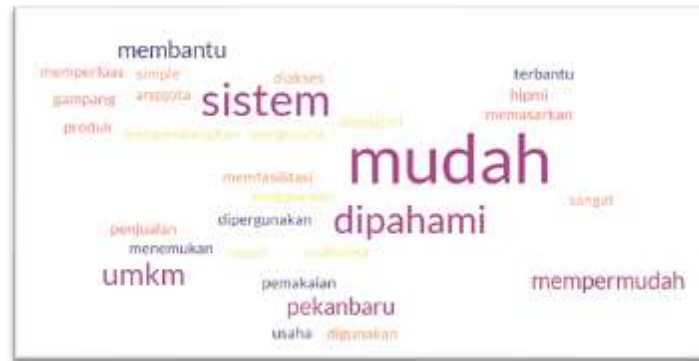 membantu
memperluas simple diakses terbantu
gampang anggota sistem hipmi
produk memasarkan
mudah
memfasilitasi
sangat
dipergunakan dipahami
penjualan
menemukan
umkm pemakaian mempermudah
pekanbaru
usaha digunakan